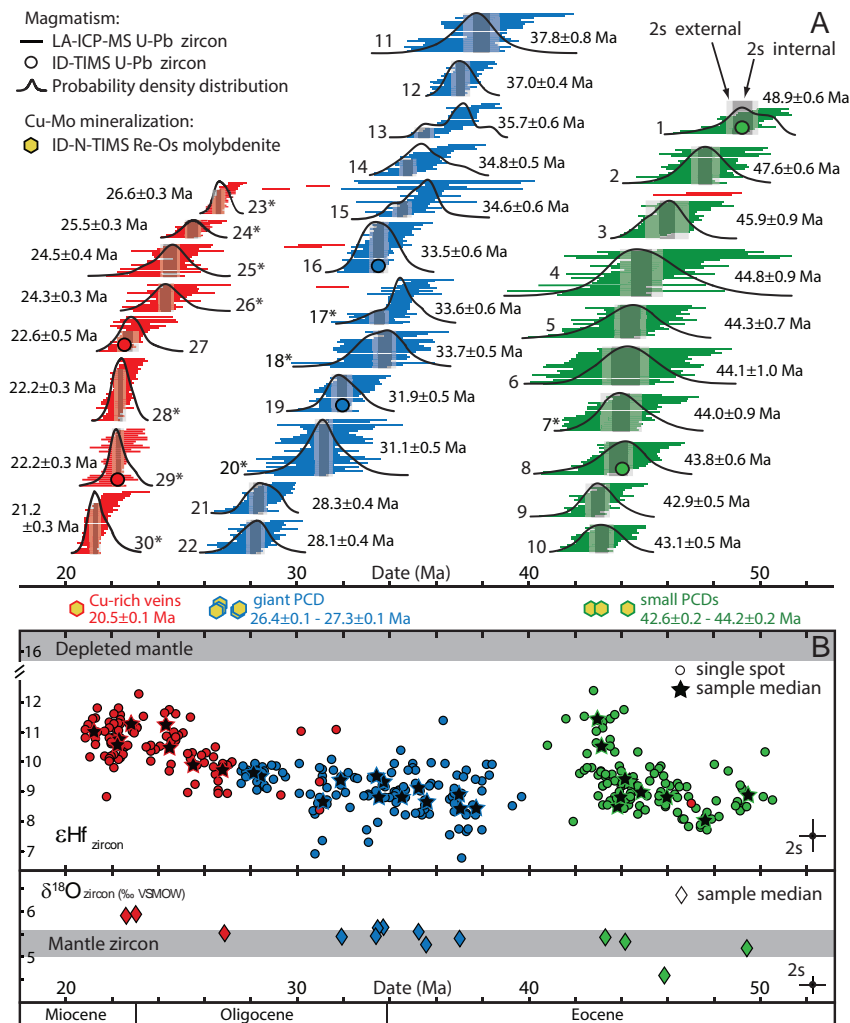 Magmatism:
LA-ICP-MS U-Pb zircon
ID-TIMS U-Pb zircon
Probability density distribution
Cu-Mo mineralization:
ID-N-TIMS Re-Os molybdenite
A
2s external
2s internal
26.6±0.3 Ma
23*
25.5±0.3 Ma
24*
24.5±0.4 Ma
25*
24.3±0.3 Ma
26*
22.6±0.5 Ma
27
22.2±0.3 Ma
28*
22.2±0.3 Ma
29*
21.2
±0.3 Ma
30*
11
37.8±0.8 Ma
12
37.0±0.4 Ma
13
35.7±0.6 Ma
14
34.8±0.5 Ma
15
34.6±0.6 Ma
16
33.5±0.6 Ma
17*
33.6±0.6 Ma
18*
33.7±0.5 Ma
19
31.9±0.5 Ma
20*
31.1±0.5 Ma
21
28.3±0.4 Ma
22
28.1±0.4 Ma
1
48.9±0.6 Ma
2
47.6±0.6 Ma
3
45.9±0.9 Ma
4
44.8±0.9 Ma
5
44.3±0.7 Ma
6
44.1±1.0 Ma
7*
44.0±0.9 Ma
8
43.8±0.6 Ma
9
42.9±0.5 Ma
10
43.1±0.5 Ma
20 30 Date (Ma) 40 50
Cu-rich veins
20.5±0.1 Ma
giant PCD
26.4±0.1 - 27.3±0.1 Ma
small PCDs
42.6±0.2 - 44.2±0.2 Ma
B
16
Depleted mantle
single spot
sample median
12
11
10
9
8
7
εHf zircon
2s
δ18O zircon (‰ VSMOW)
sample median
6
Mantle zircon
5
2s
20 30 Date (Ma) 40 50
Miocene Oligocene Eocene